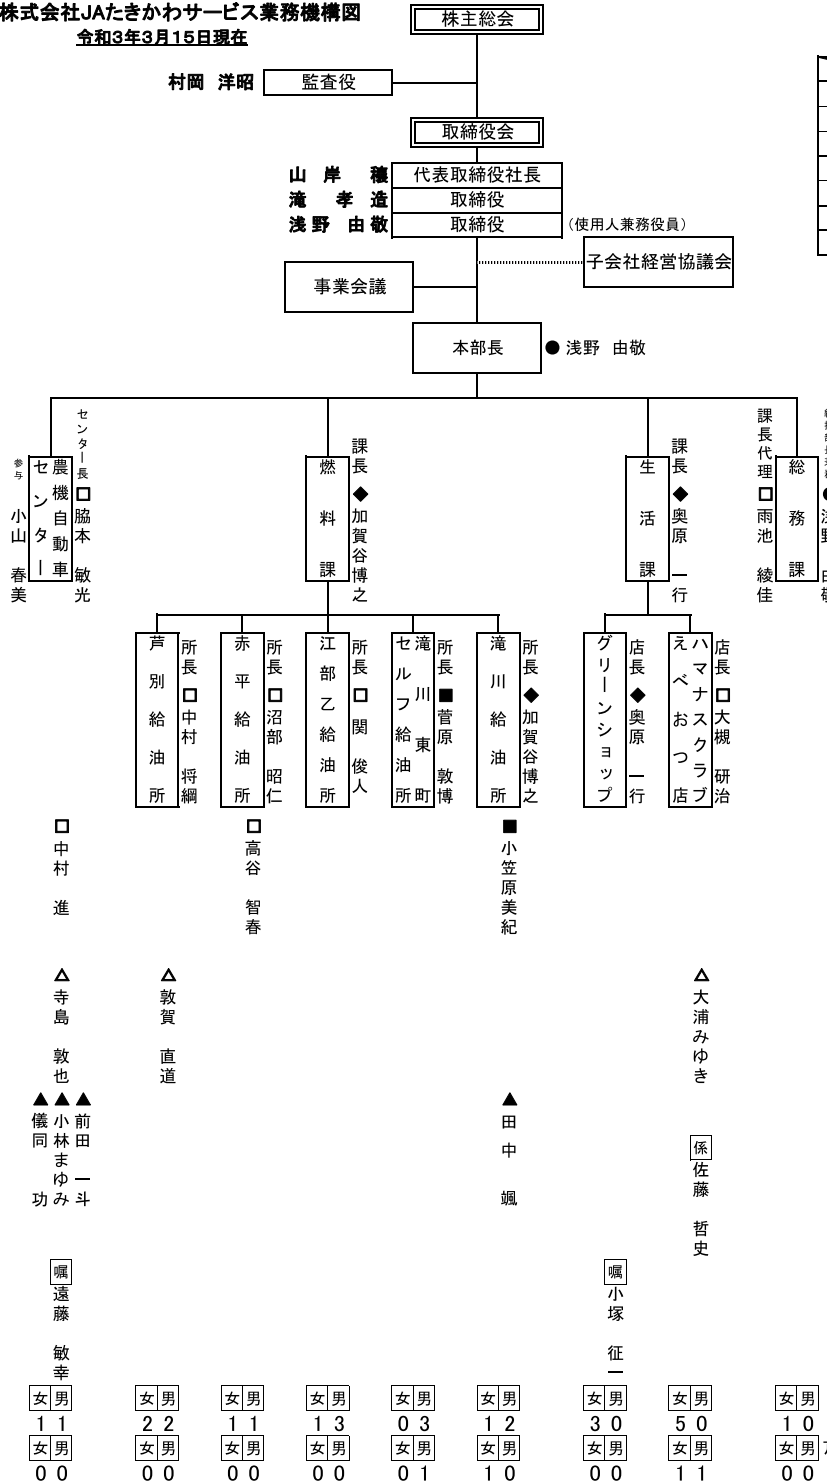 株式会社JAたきかわサービス業務機構図
令和3年3月15日現在
株主総会
村岡　洋昭 監査役
取締役会
山　岸　　穰 代表取締役社長
滝　　孝　造 取締役
浅野　由敬 取締役 （使用人兼務役員）
子会社経営協議会
事業会議
本部長 ● 浅野　由敬
総務課
課長代理 □ 雨池　綾佳
生活課
課長 ◆ 奥原　一行
燃料課
課長 ◆ 加賀谷博之
農機自動車センター
センター長 □ 脇本　敏光
参与　小山　春美
ハマナスクラブえべおつ店
店長 □ 大槻　研治
グリーンショップ
店長 ◆ 奥原　一行
滝川給油所
所長 ◆ 加賀谷博之
滝川東町セルフ給油所
所長 ■ 菅原　敦博
江部乙給油所
所長 □ 関　俊人
赤平給油所
所長 □ 沼部　昭仁
芦別給油所
所長 □ 中村　将綱
■ 小笠原美紀
□ 高谷　智春
□ 中村　進
△ 大浦みゆき
△ 敦賀　直道
△ 寺島　敦也
▲ 田中　颯
▲ 前田　一斗
▲ 小林まゆみ
▲ 儀同　功
係 佐藤　哲史
嘱 小塚　征一
嘱 遠藤　敏幸
女 男 女 男 女 男 女 男 女 男 女 男 女 男 女 男 女 男
1 1 2 2 1 1 1 3 0 3 1 2 3 0 5 0 1 0
女 男 女 男 女 男 女 男 女 男 女 男 女 男 女 男 女 男
0 0 0 0 0 0 0 0 0 1 1 0 0 0 1 1 0 0